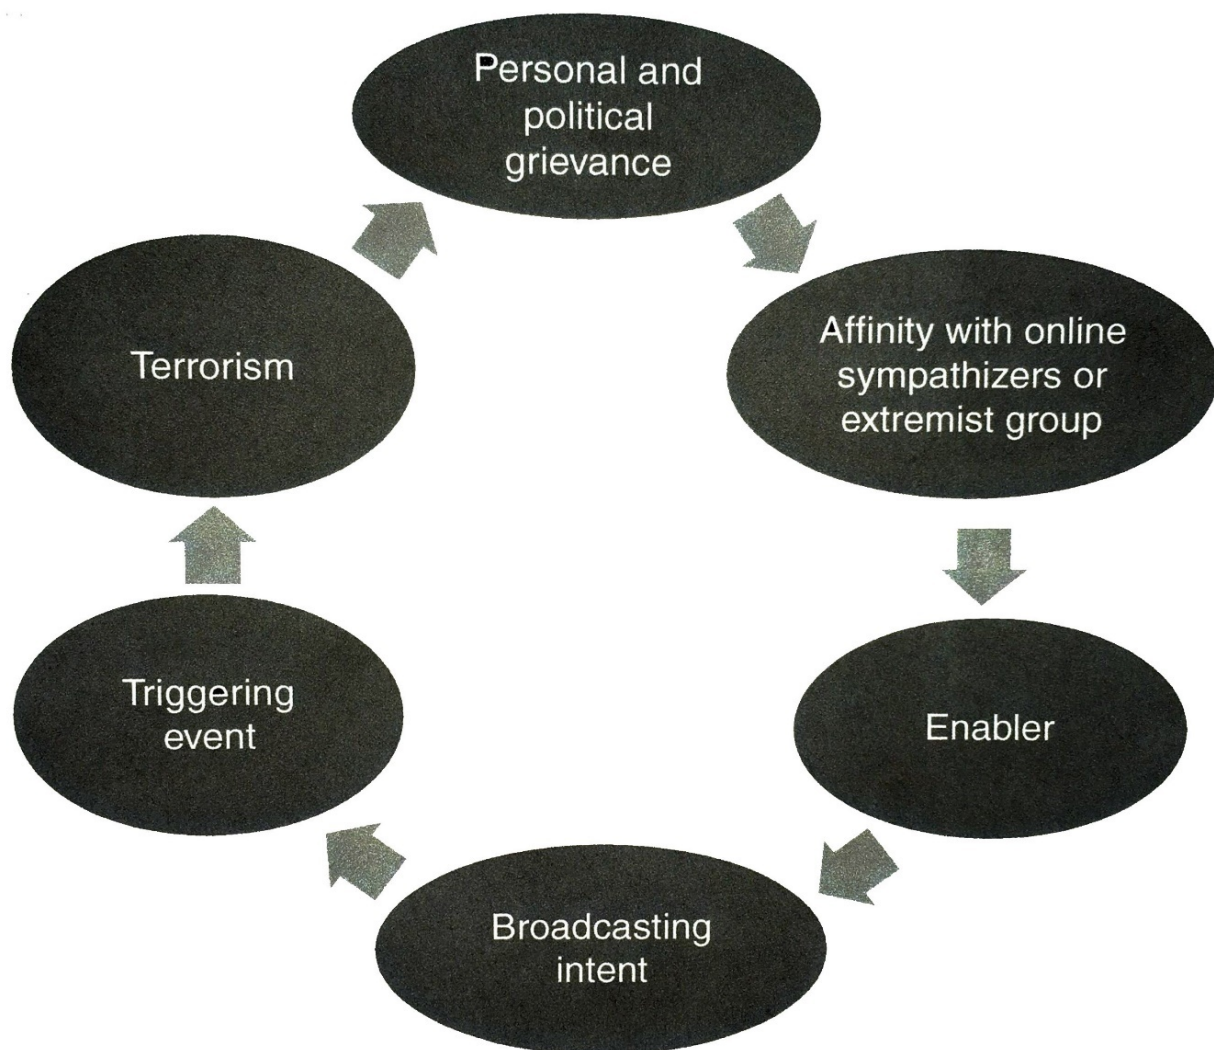 Personal and
political
grievance
Affinity with online
sympathizers or
extremist group
Enabler
Broadcasting
intent
Triggering
event
Terrorism